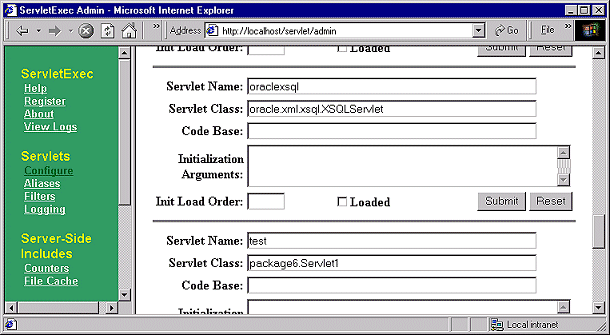 ServletExec Admin - Microsoft Internet Explorer
Address http://localhost/servlet/admin Go File »
ServletExec
Help
Register
About
View Logs
Servlets
Configure
Aliases
Filters
Logging
Server-Side
Includes
Counters
File Cache
Init Load Order: Loaded Submit Reset
Servlet Name: oraclexsql
Servlet Class: oracle.xml.xsql.XSQLServlet
Code Base:
Initialization
Arguments:
Init Load Order: Loaded Submit Reset
Servlet Name: test
Servlet Class: package6.Servlet1
Code Base:
Initialization
Local intranet